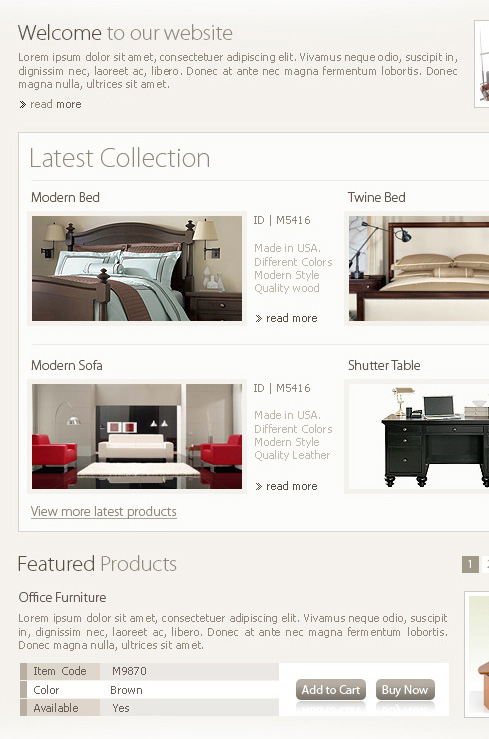 Welcome to our website
Lorem ipsum dolor sit amet, consectetuer adipiscing elit. Vivamus neque odio, suscipit in,
dignissim nec, laoreet ac, libero. Donec at ante nec magna fermentum lobortis. Donec
magna nulla, ultrices sit amet.
» read more
Latest Collection
Modern Bed
ID | M5416
Made in USA.
Different Colors
Modern Style
Quality wood
» read more
Twine Bed
Modern Sofa
ID | M5416
Made in USA.
Different Colors
Modern Style
Quality Leather
» read more
Shutter Table
View more latest products
Featured Products
1
Office Furniture
Lorem ipsum dolor sit amet, consectetuer adipiscing elit. Vivamus neque odio, suscipit
in, dignissim nec, laoreet ac, libero. Donec at ante nec magna fermentum lobortis.
Donec magna nulla, ultrices sit amet.
Item Code M9870
Color Brown
Available Yes
Add to Cart Buy Now